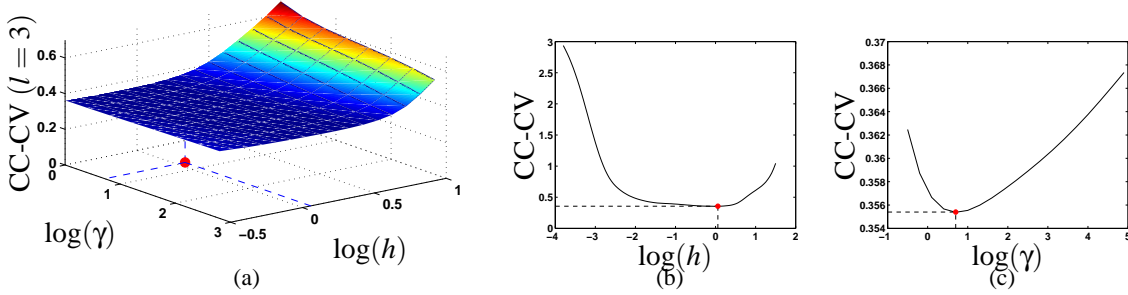 CC-CV (l = 3)
0.6
0.4
0.2
0
0
1
2
3
log(γ)
−0.5
0
0.5
1
log(h)
(a)
CC-CV
3
2.5
2
1.5
1
0.5
0
−4 −3 −2 −1 0 1 2
log(h)
(b)
CC-CV
0.37
0.368
0.366
0.364
0.362
0.36
0.358
0.356
0.354
−1 0 1 2 3 4 5
log(γ)
(c)